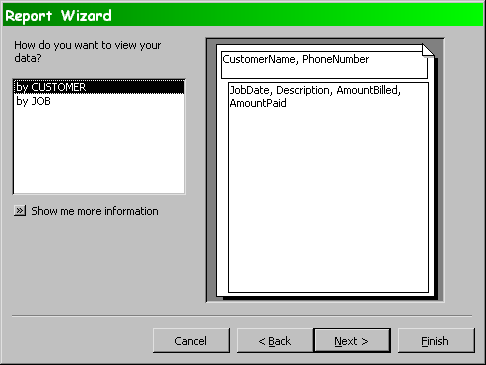 Report Wizard
How do you want to view your
data?
by CUSTOMER
by JOB
» Show me more information
CustomerName, PhoneNumber
JobDate, Description, AmountBilled,
AmountPaid
Cancel
< Back
Next >
Finish